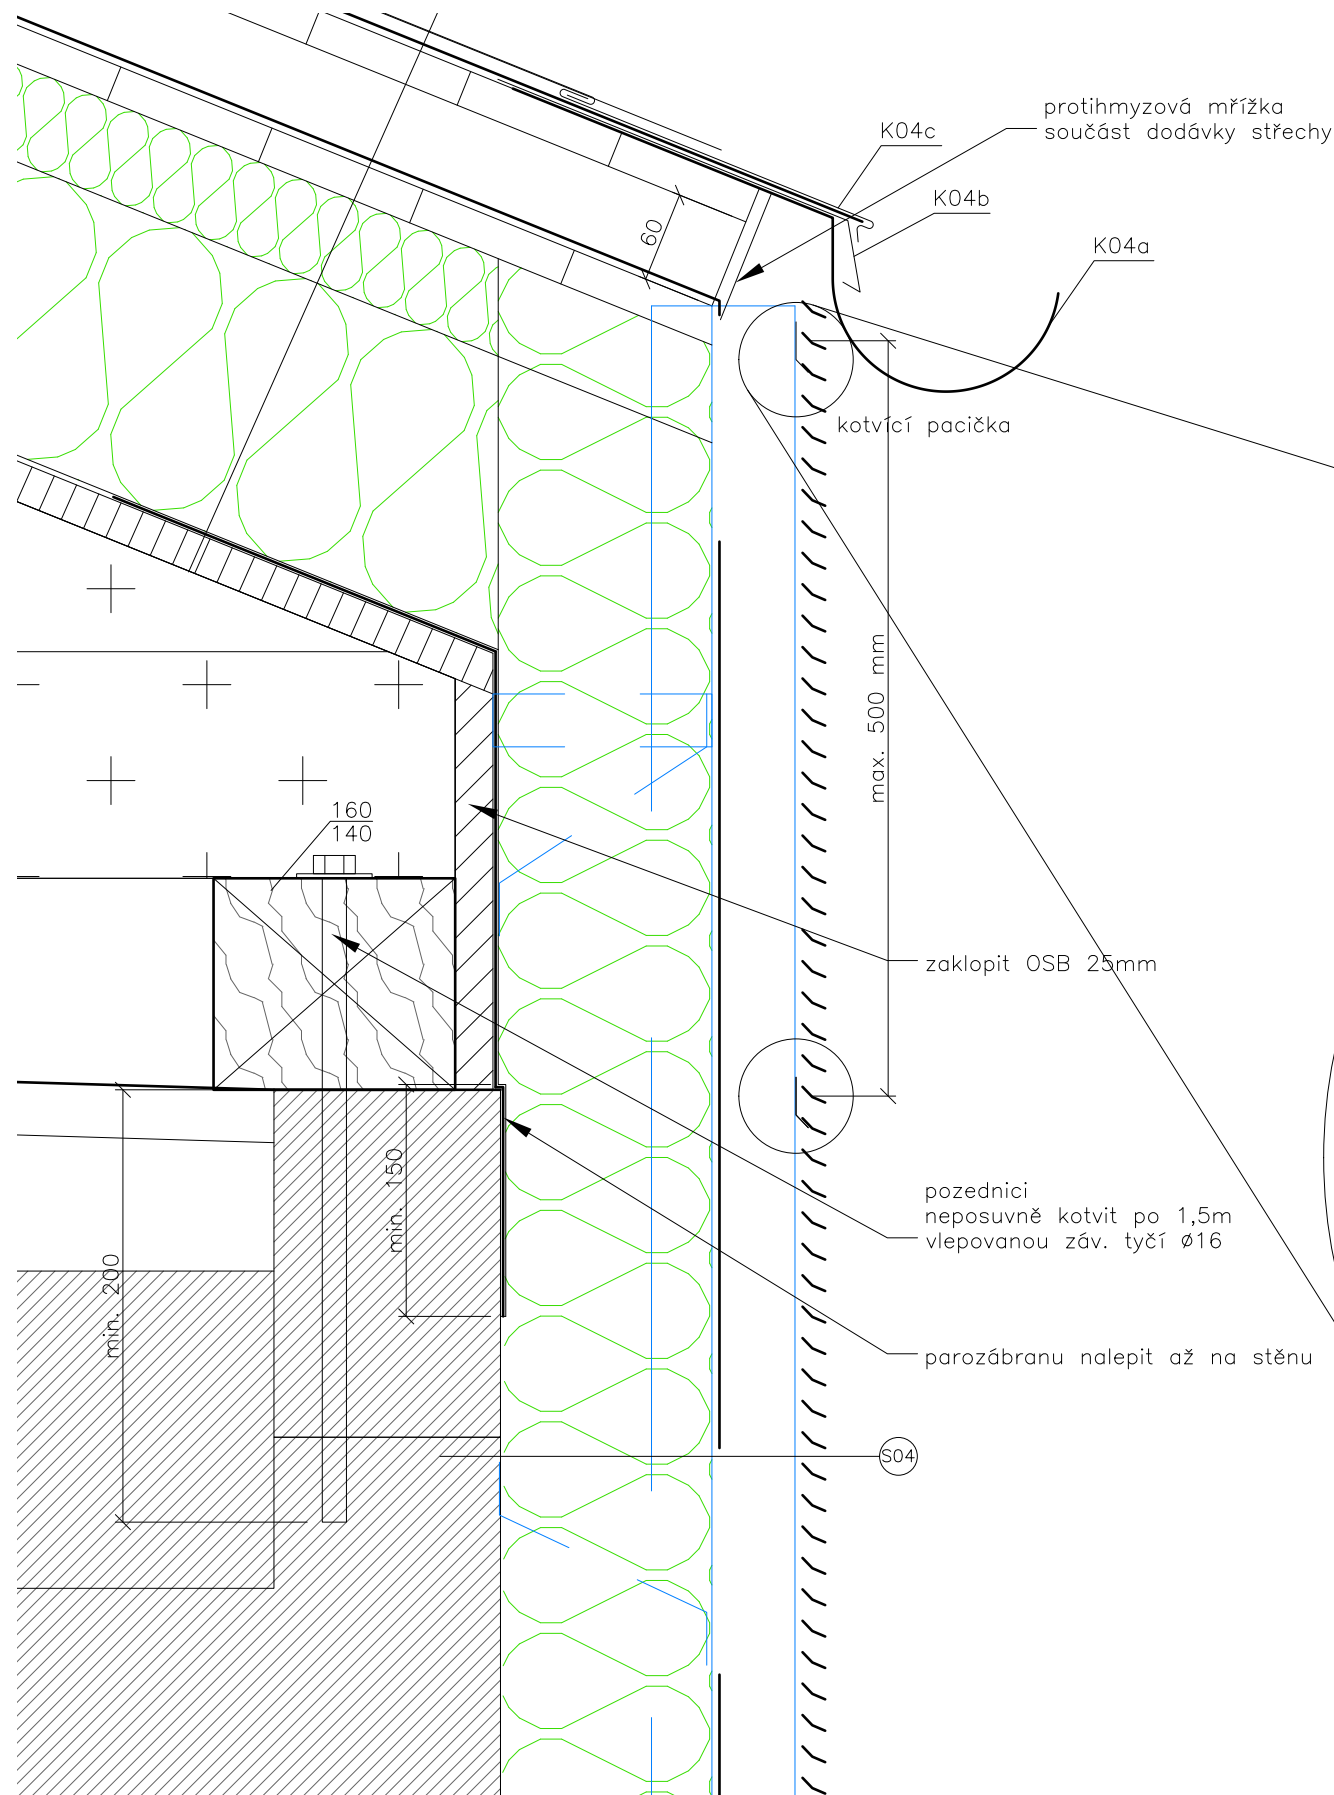 protihmyzová mřížka
součást dodávky střechy
K04c
K04b
K04a
60
kotvící pacička
max. 500 mm
160
140
zaklopit OSB 25mm
min. 150
min. 200
pozednici
neposuvně kotvit po 1,5m
vlepovanou záv. tyčí ø16
parozábranu nalepit až na stěnu
S04